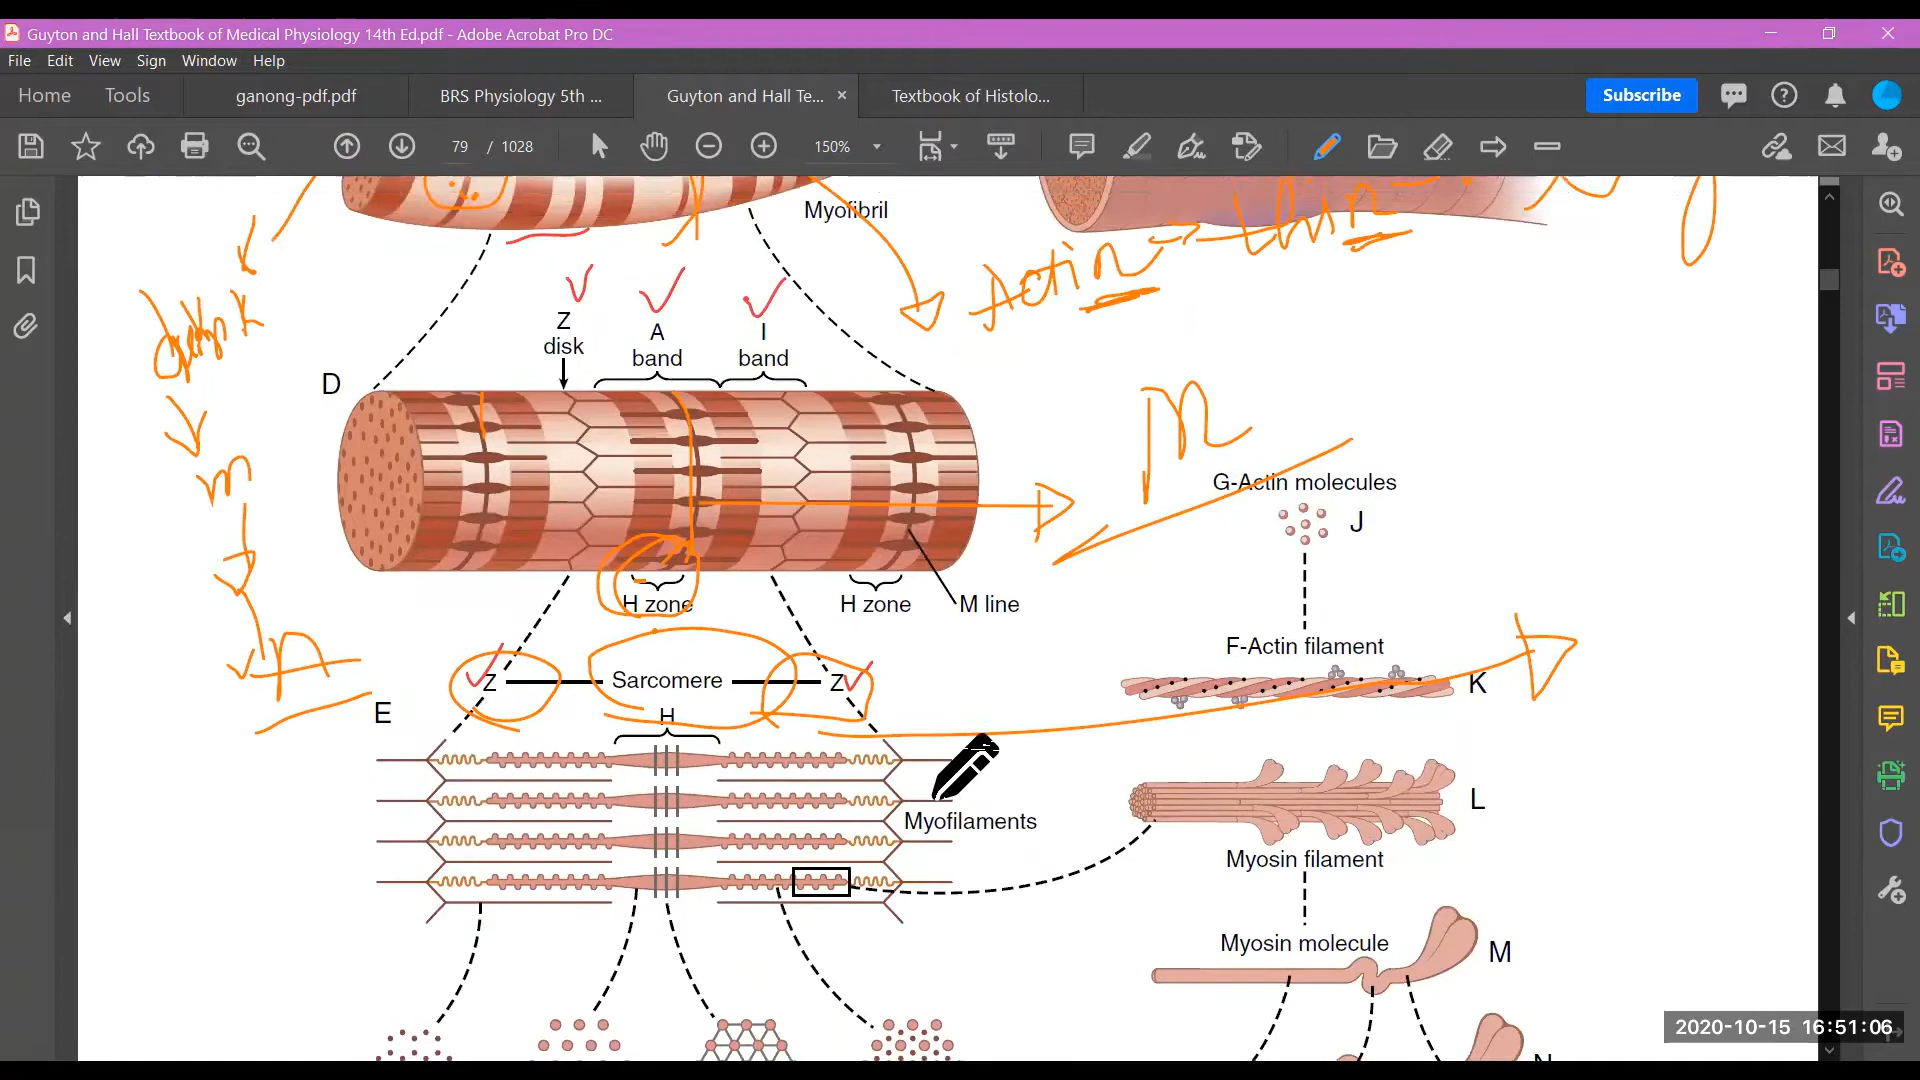 Guyton and Hall Textbook of Medical Physiology 14th Ed.pdf - Adobe Acrobat Pro DC
File Edit View Sign Window Help
Home Tools ganong-pdf.pdf BRS Physiology 5th ... Guyton and Hall Te... × Textbook of Histolo... Subscribe
79 / 1028 150%
Myofibril
Actin → thin
Z
disk
A
band
I
band
D
G-Actin molecules
J
H zone
H zone
M line
F-Actin filament
K
Z Sarcomere Z
E
H
Myofilaments
L
Myosin filament
Myosin molecule
M
N
2020-10-15 16:51:06